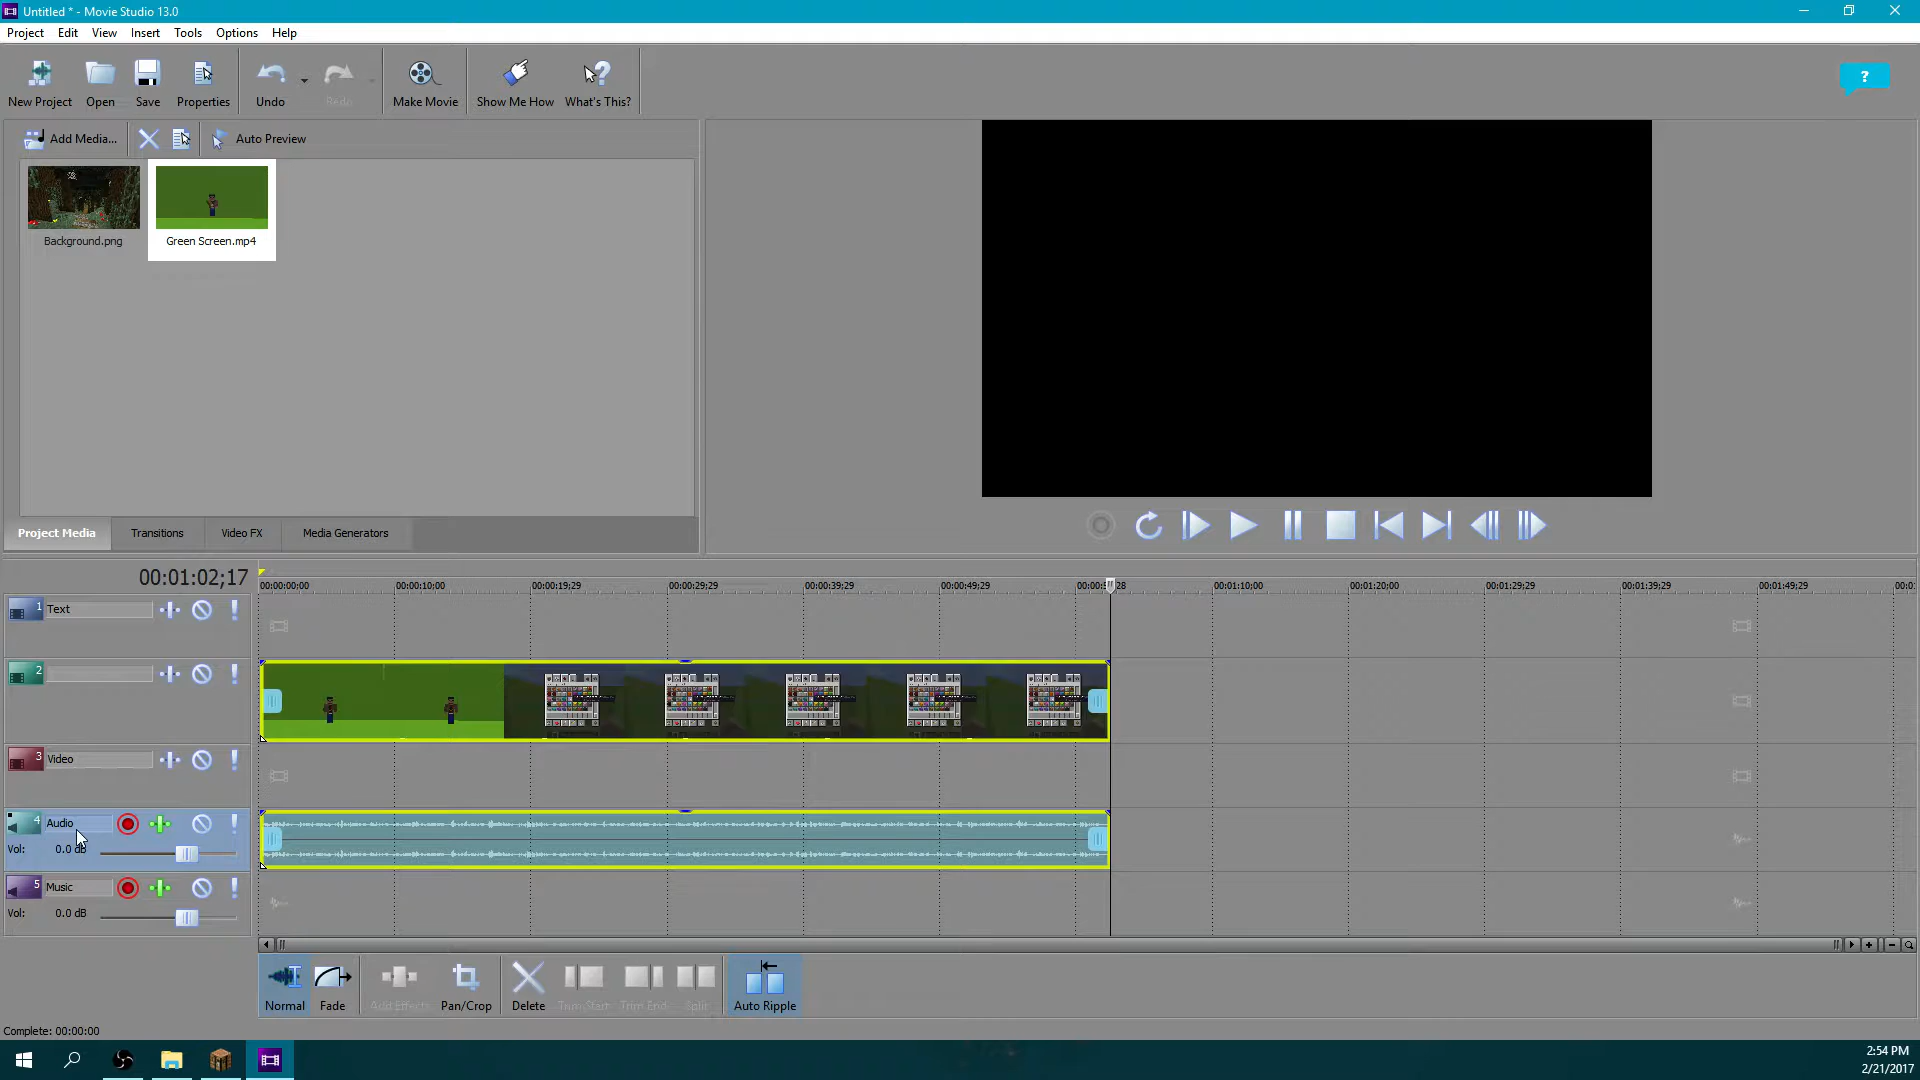 Untitled * - Movie Studio 13.0
Project Edit View Insert Tools Options Help
New Project Open Save Properties Undo Redo Make Movie Show Me How What's This?
?
Add Media... Auto Preview
Background.png Green Screen.mp4
Project Media Transitions Video FX Media Generators
00:01:02;17
00:00:00;00 00:00:10;00 00:00:19;29 00:00:29;29 00:00:39;29 00:00:49;29 00:01:10;00 00:01:20;00 00:01:29;29 00:01:39;29 00:01:49;29
1 Text
2
3 Video
4 Audio
Vol: 0.0 dB
5 Music
Vol: 0.0 dB
Normal Fade Add Effects Pan/Crop Delete Trim Start Trim End Split Auto Ripple
Complete: 00:00:00
2:54 PM
2/21/2017